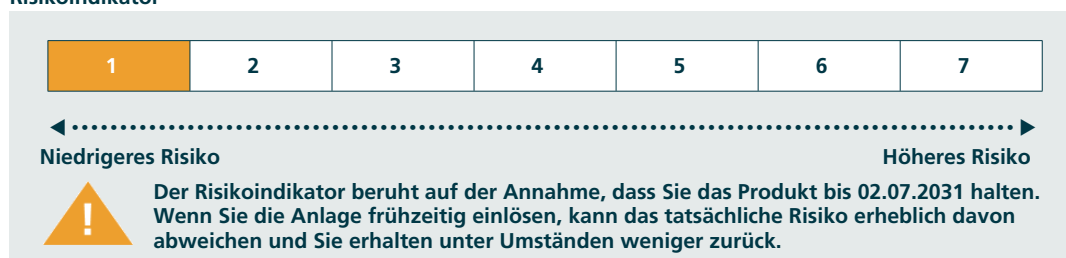 Risikoindikator
1 2 3 4 5 6 7
Niedrigeres Risiko Höheres Risiko
Der Risikoindikator beruht auf der Annahme, dass Sie das Produkt bis 02.07.2031 halten.
! Wenn Sie die Anlage frühzeitig einlösen, kann das tatsächliche Risiko erheblich davon
abweichen und Sie erhalten unter Umständen weniger zurück.